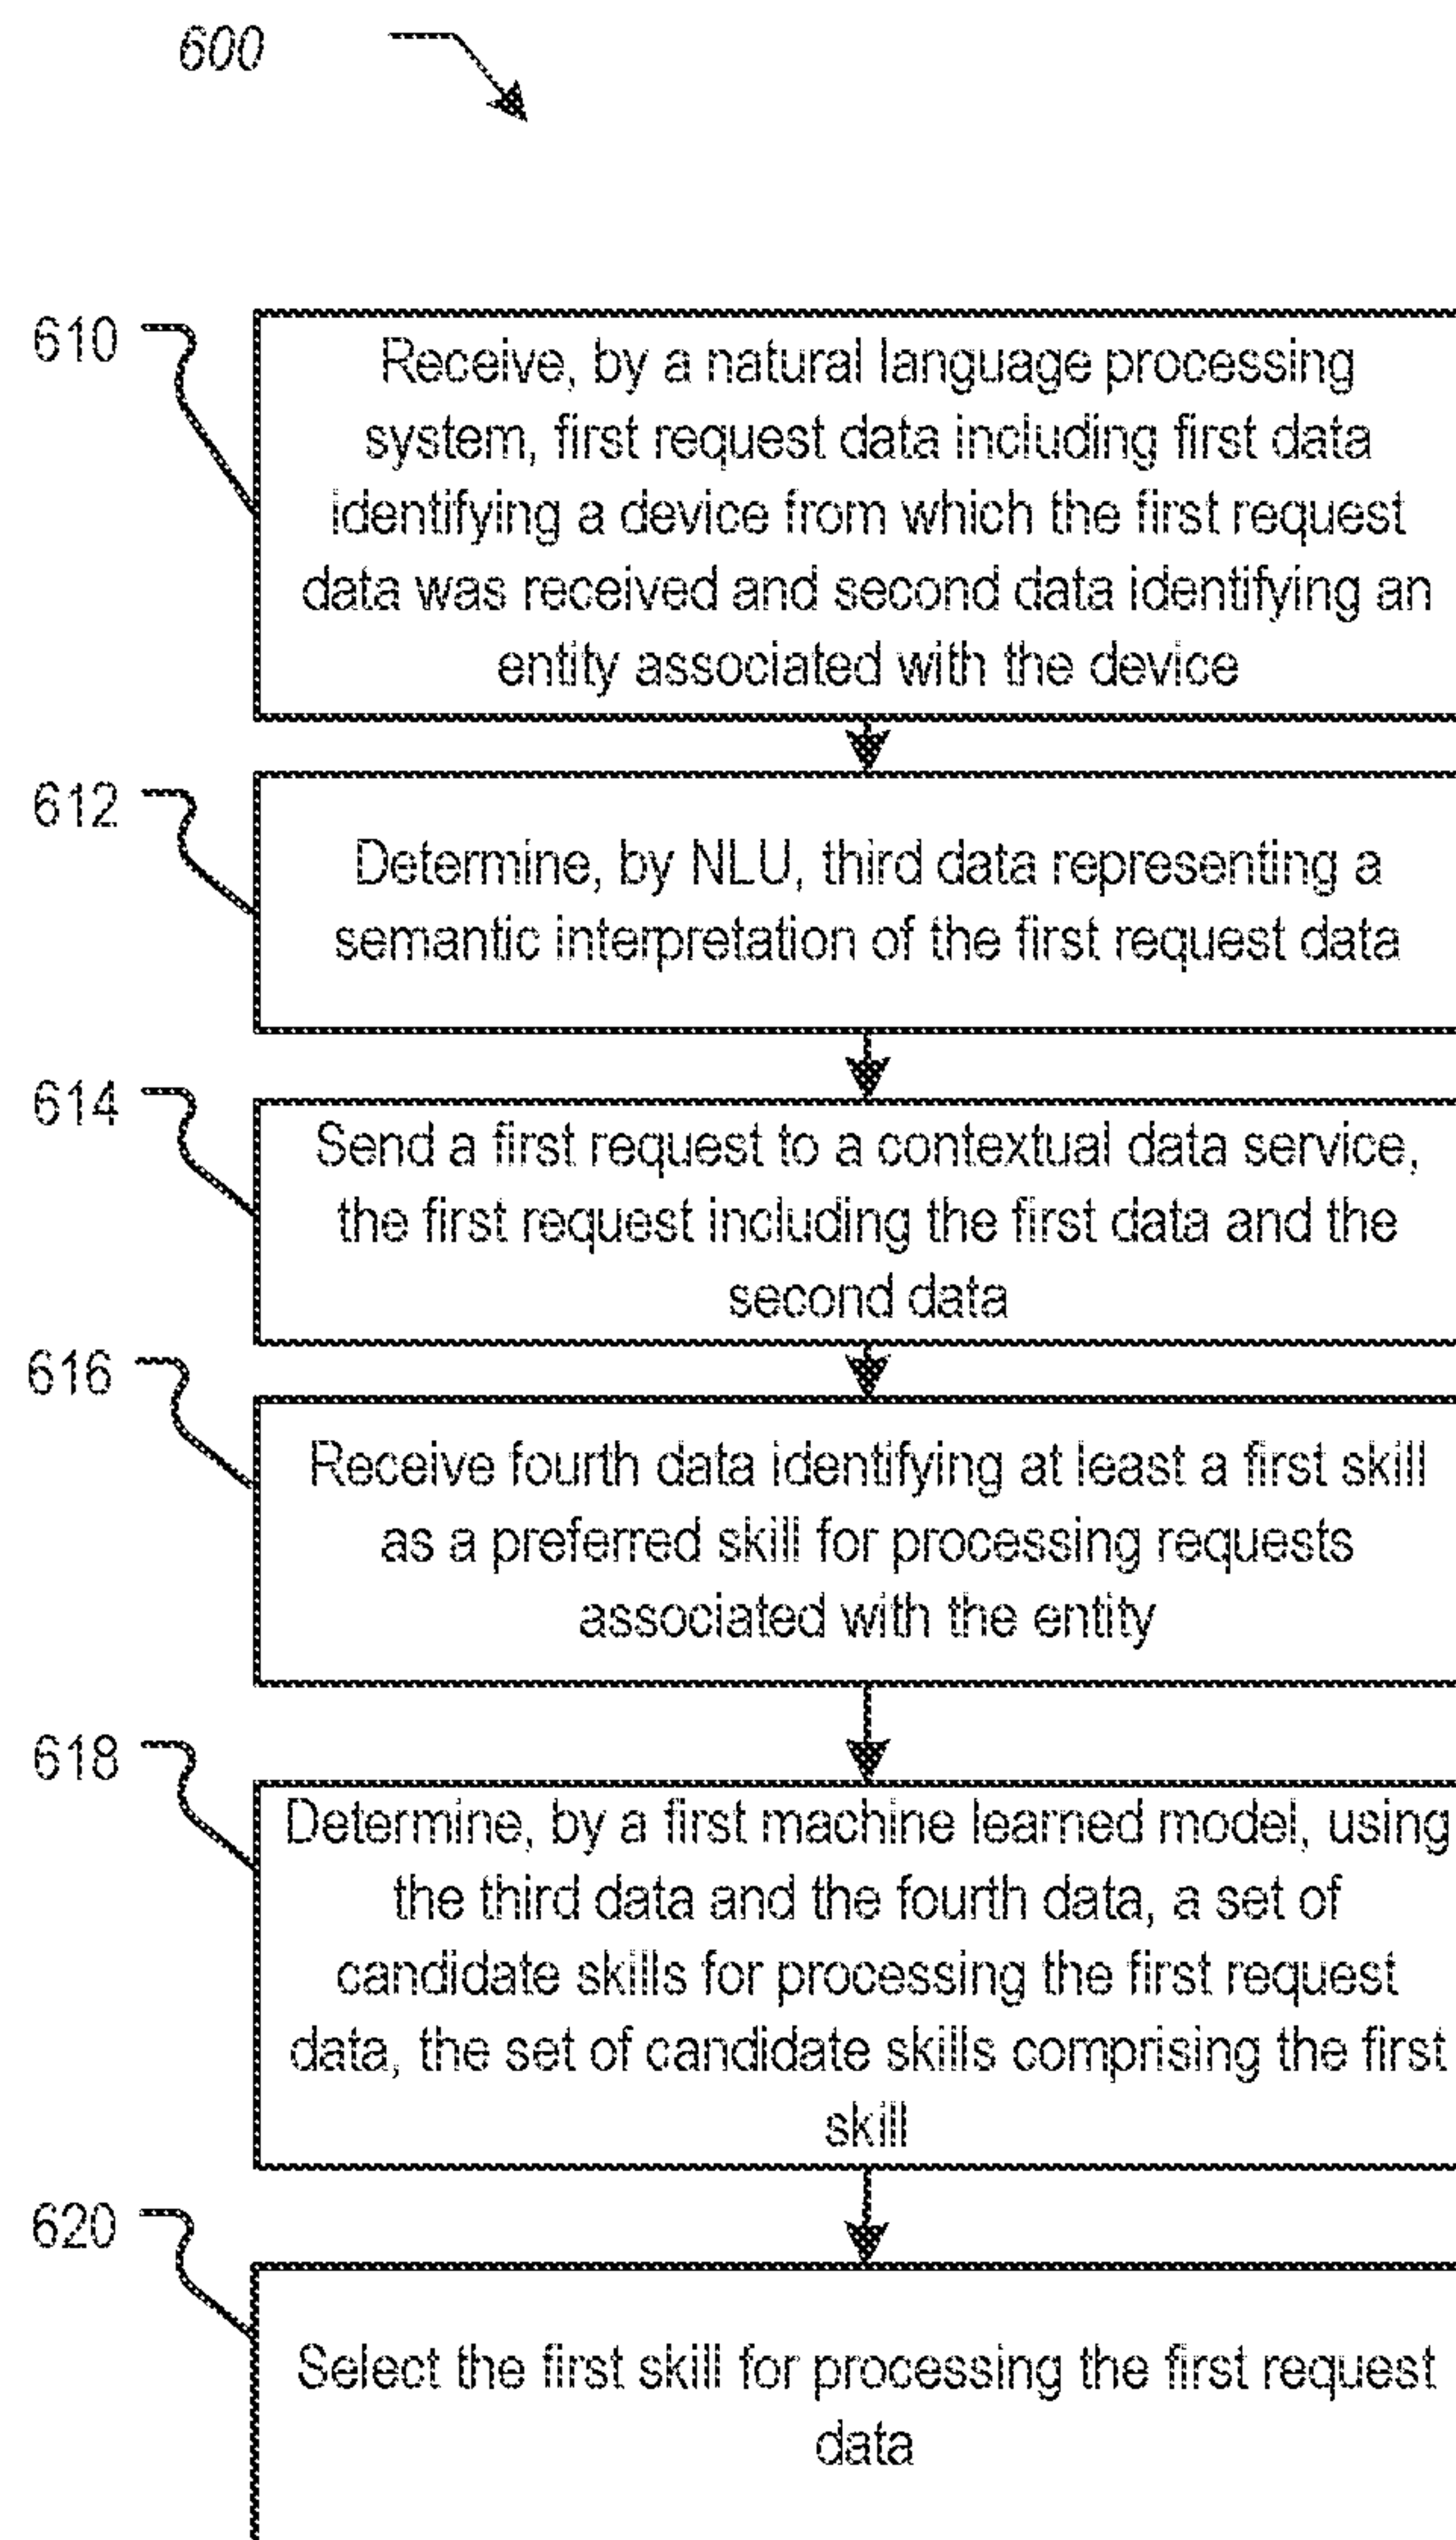 600
610
Receive, by a natural language processing
system, first request data including first data
identifying a device from which the first request
data was received and second data identifying an
entity associated with the device
612
Determine, by NLU, third data representing a
semantic interpretation of the first request data
614
Send a first request to a contextual data service,
the first request including the first data and the
second data
616
Receive fourth data identifying at least a first skill
as a preferred skill for processing requests
associated with the entity
618
Determine, by a first machine learned model, using
the third data and the fourth data, a set of
candidate skills for processing the first request
data, the set of candidate skills comprising the first
skill
620
Select the first skill for processing the first request
data